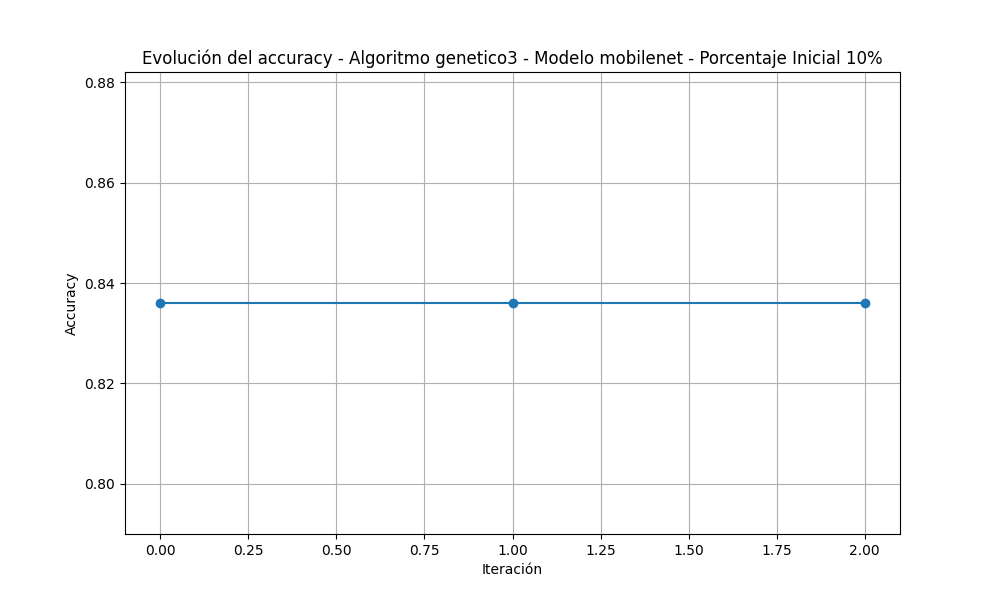 Evolución del accuracy - Algoritmo genetico3 - Modelo mobilenet - Porcentaje Inicial 10%
0.88
0.86
0.84
0.82
0.80
Accuracy
0.00 0.25 0.50 0.75 1.00 1.25 1.50 1.75 2.00
Iteración